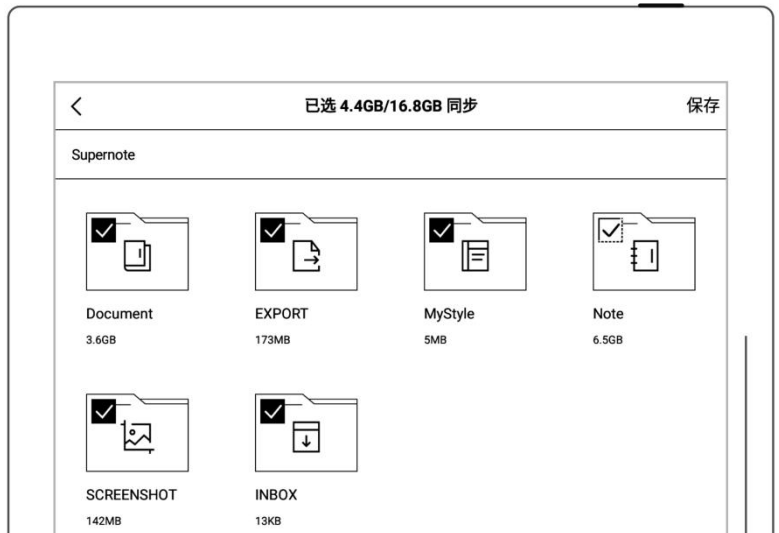 已选 4.4GB/16.8GB 同步
保存
Supernote
Document
EXPORT
MyStyle
Note
3.6GB
173MB
5MB
6.5GB
SCREENSHOT
INBOX
142MB
13KB